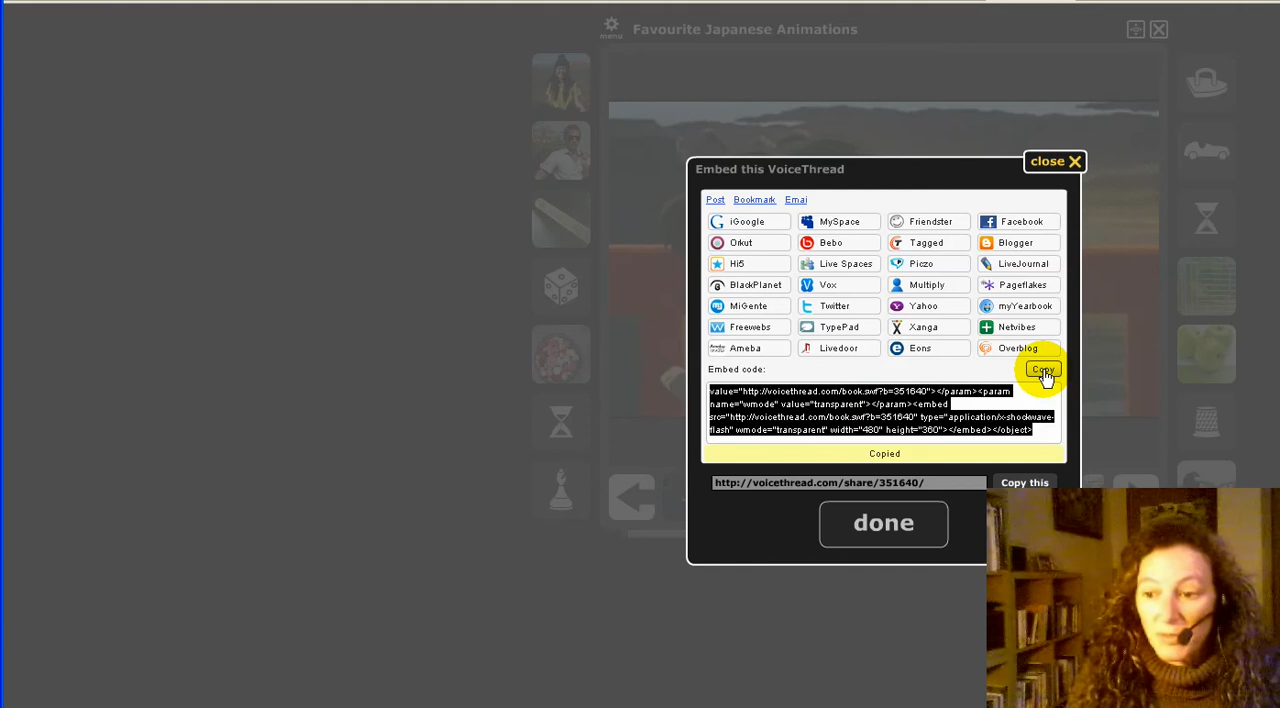 menu
Favourite Japanese Animations
close X
Embed this VoiceThread
Post Bookmark Emai
iGoogle MySpace Friendster Facebook
Orkut Bebo Tagged Blogger
Hi5 Live Spaces Piczo LiveJournal
BlackPlanet Vox Multiply Pageflakes
MiGente Twitter Yahoo myYearbook
Freewebs TypePad Xanga Netvibes
Ameba Livedoor Eons Overblog
Embed code: Copy
value="http://voicethread.com/book.swf?b=351640"></param><param
name="wmode" value="transparent"></param><embed
src="http://voicethread.com/book.swf?b=351640" type="application/x-shockwave-
flash" wmode="transparent" width="480" height="360"></embed></object>
Copied
http://voicethread.com/share/351640/ Copy this
done